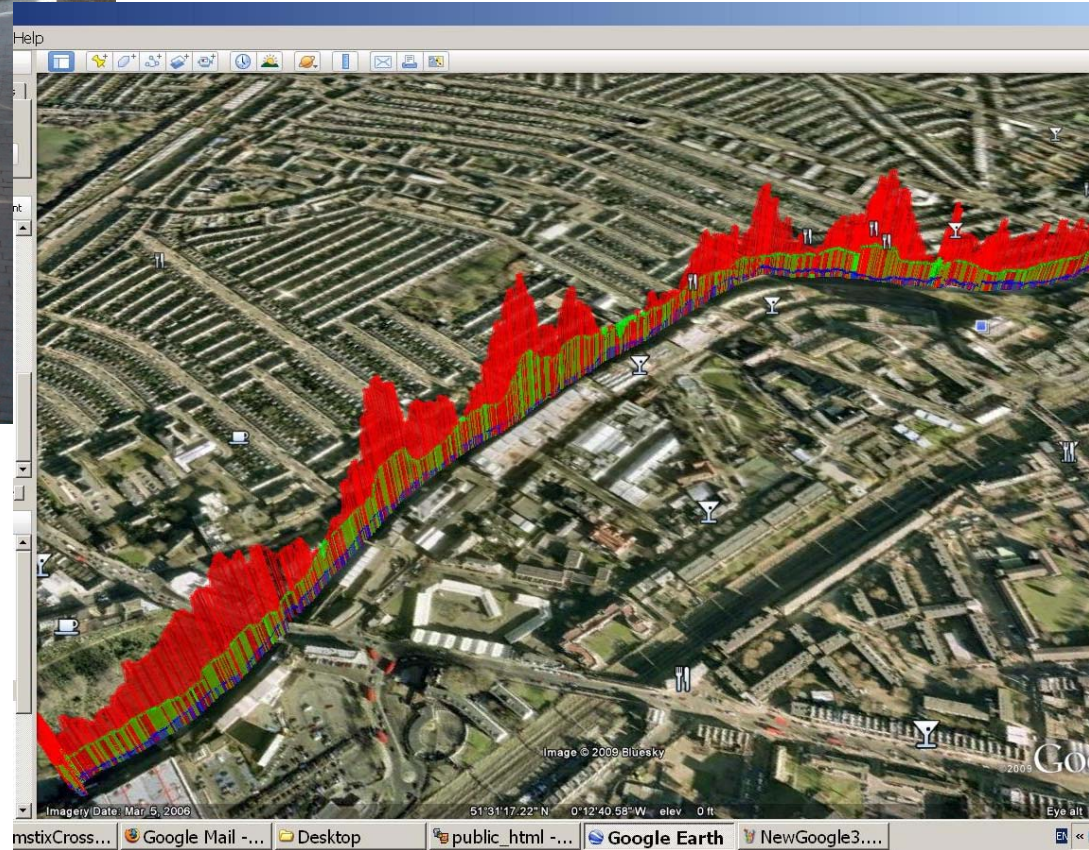 Help
nt
Image © 2009 Bluesky
©2009 Goo
Imagery Date: Mar 5, 2006
51°31'17.22" N 0°12'40.58" W elev 0 ft
Eye alt
mstixCross...
Google Mail -...
Desktop
public_html -...
Google Earth
NewGoogle3....
EN «